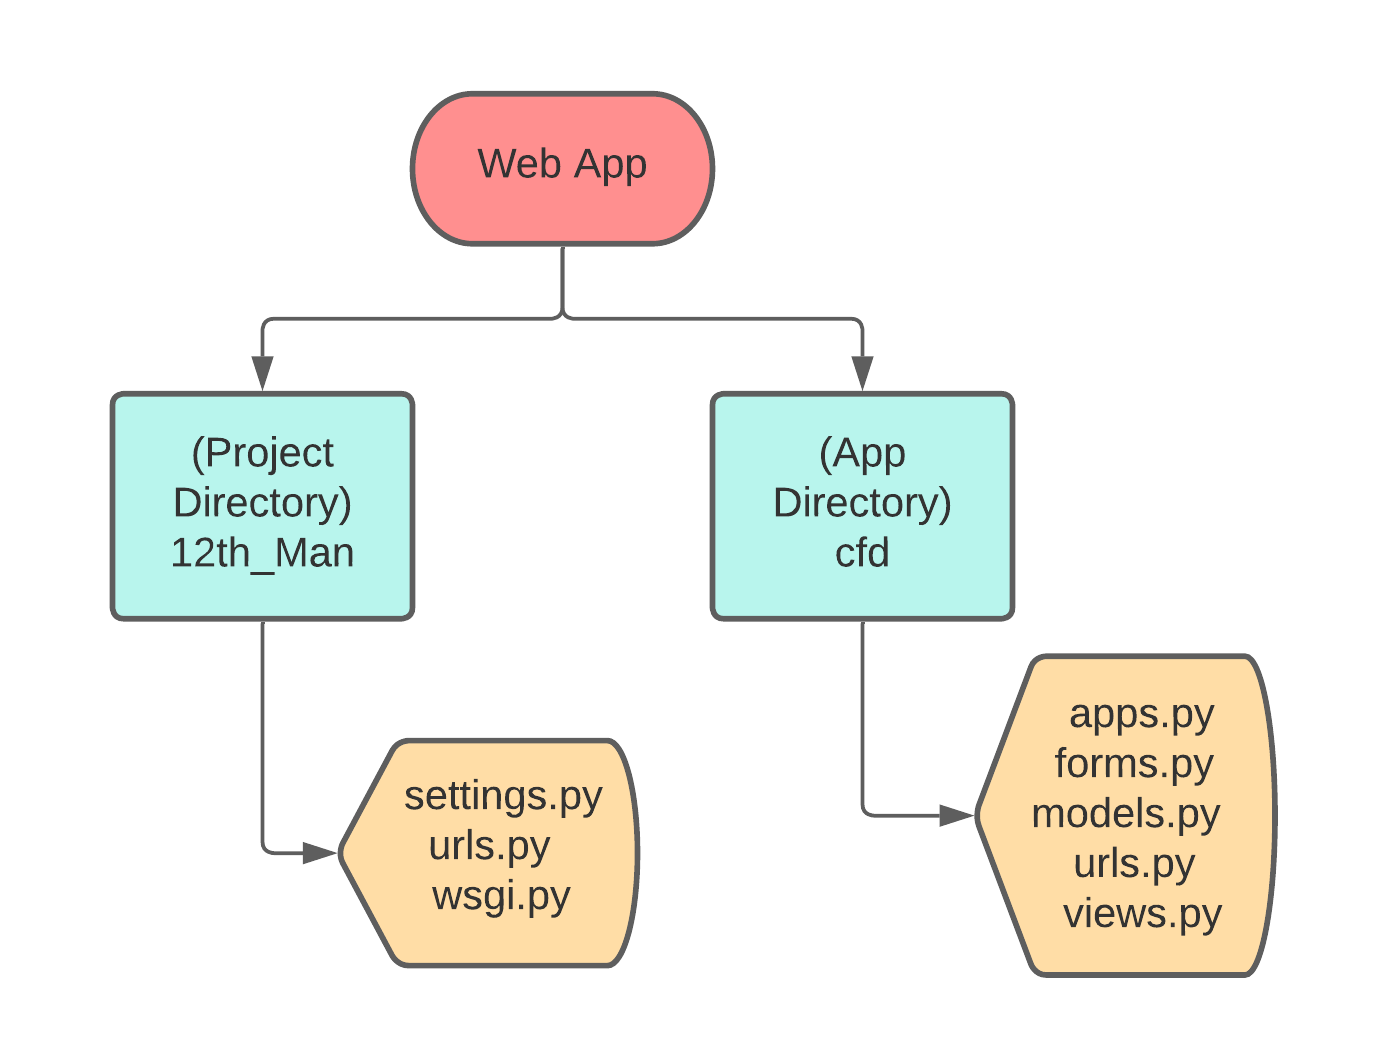 Web App
(Project
Directory)
12th_Man
(App
Directory)
cfd
settings.py
urls.py
wsgi.py
apps.py
forms.py
models.py
urls.py
views.py